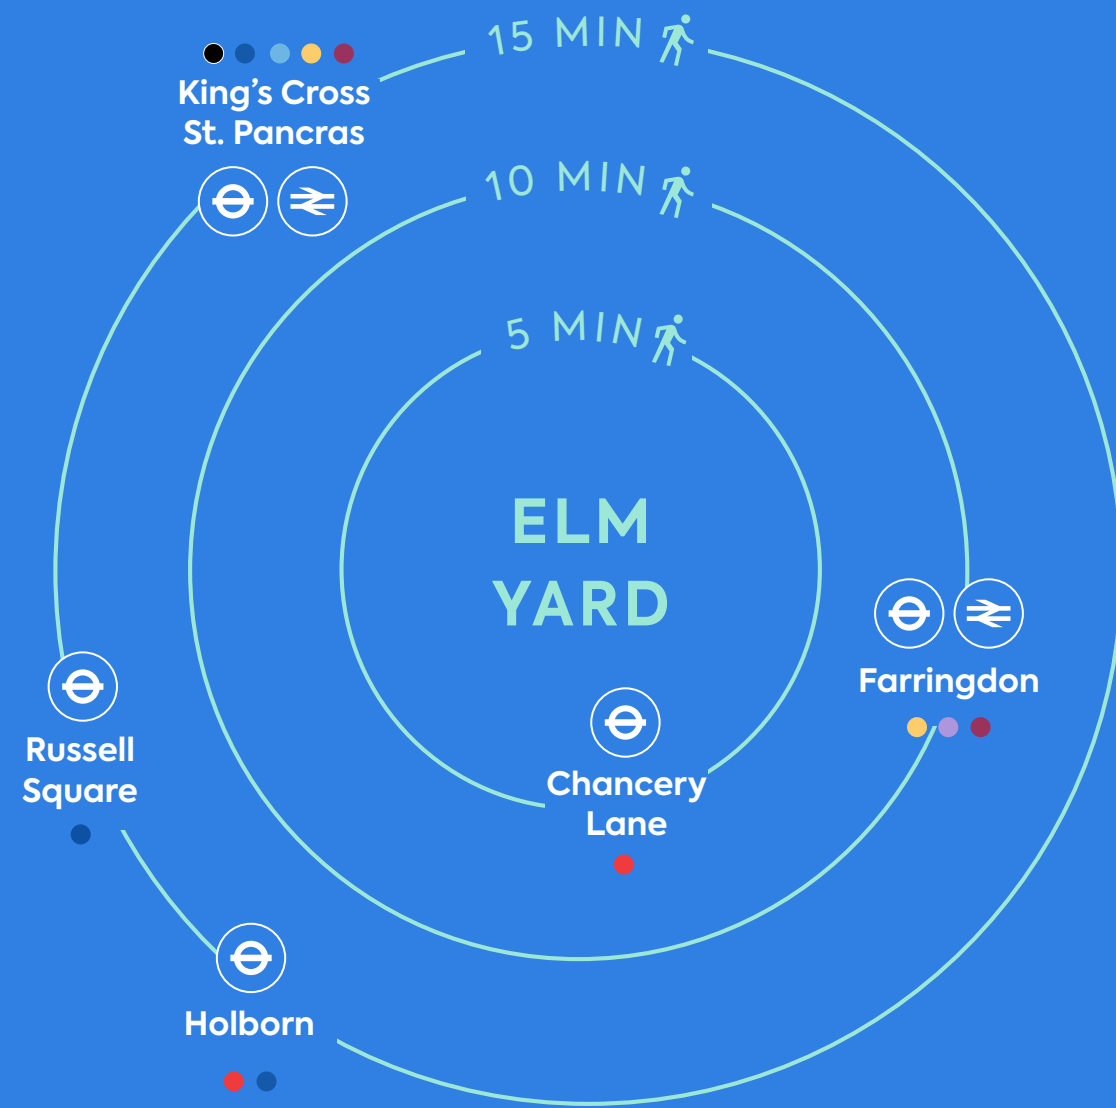 15 MIN
King's Cross
St. Pancras
10 MIN
5 MIN
ELM
YARD
Farringdon
Russell
Square
Chancery
Lane
Holborn